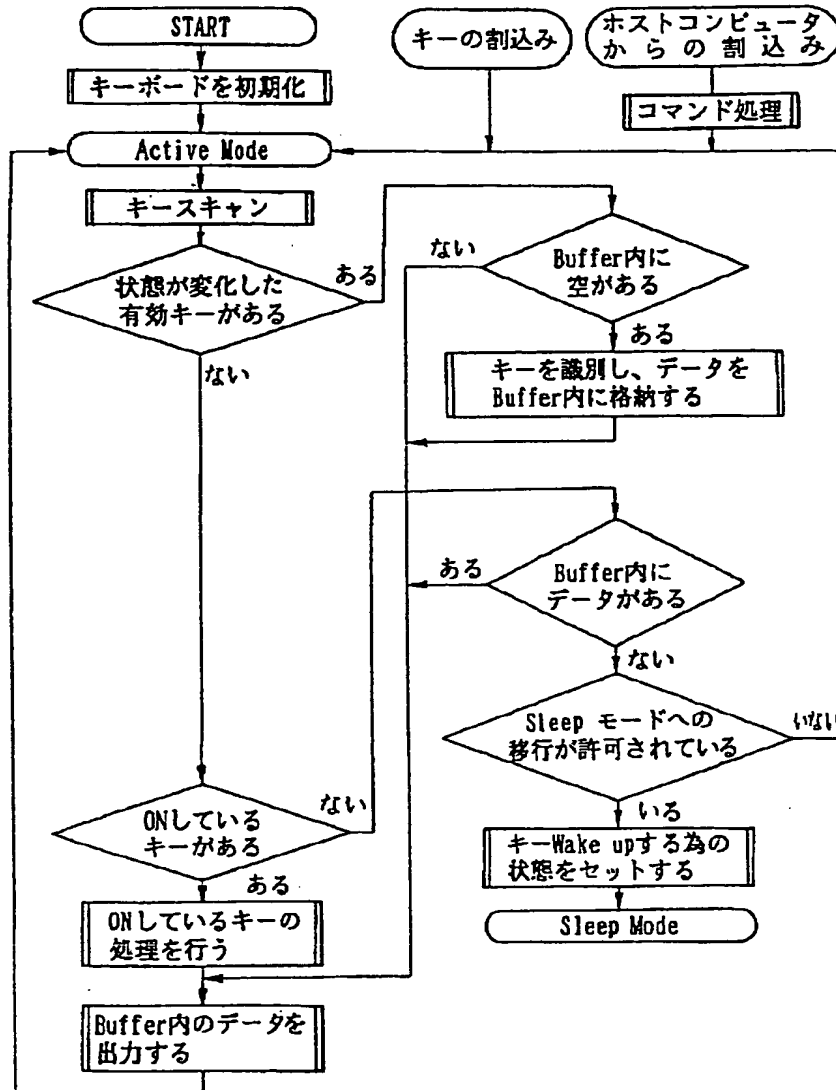 START
キーボードを初期化
Active Mode
キースキャン
状態が変化した
有効キーがある
ある
ない
キーの割込み
ホストコンピュータ
からの割込み
コマンド処理
Buffer内に
空がある
ない
ある
キーを識別し、データを
Buffer内に格納する
Buffer内に
データがある
ある
ない
Sleep モードへの
移行が許可されている
いない
いる
キーWake upする為の
状態をセットする
Sleep Mode
ONしている
キーがある
ない
ある
ONしているキーの
処理を行う
Buffer内のデータを
出力する